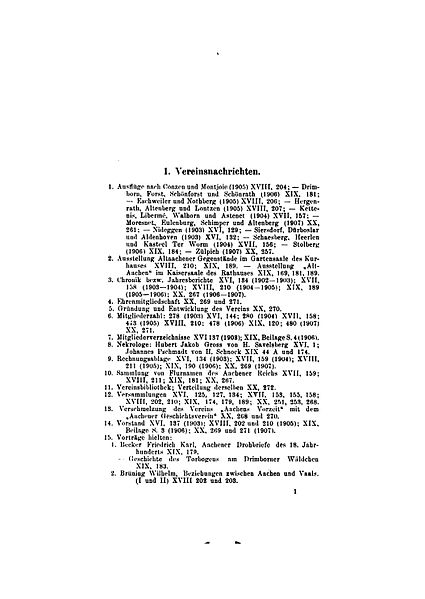 I. Vereinsnachrichten.
1. Ausflüge nach Conzen und Montjoie (1905) XVIII, 204; — Drim-
born, Forst, Schönforst und Schönrath (1906) XIX, 181;
— Eschweiler und Nothberg (1905) XVIII, 206; — Hergen-
rath, Altenberg und Lontzen (1905) XVIII, 207; — Kette-
nis, Libermé, Walhorn und Astenet (1904) XVII, 157; —
Moresnet, Eulenburg, Schimper und Altenberg (1907) XX,
261; — Nideggen (1903) XVI, 129; — Siersdorf, Dürboslar
und Aldenhoven (1903) XVI, 132; — Schaesberg, Heerlen
und Kasteel Ter Worm (1904) XVII, 156; — Stolberg
(1906) XIX, 184; — Zülpich (1907) XX, 257.
2. Ausstellung Altaachener Gegenstände im Gartensaale des Kur-
hauses XVIII, 210; XIX, 189. — Ausstellung „Alt-
Aachen" im Kaisersaale des Rathauses XIX, 169, 181, 189.
3. Chronik bezw. Jahresberichte XVI, 134 (1902—1903); XVII,
158 (1903—1904); XVIII, 210 (1904—1905); XIX, 189
(1905—1906); XX, 267 (1906—1907).
4. Ehrenmitgliedschaft XX, 269 und 271.
5. Gründung und Entwicklung des Vereins XX, 270.
6. Mitgliederzahl: 278 (1903) XVI, 144; 280 (1904) XVII, 158;
473 (1905) XVIII, 210; 478 (1906) XIX, 120; 480 (1907)
XX, 271.
7. Mitgliederverzeichnisse XVI 137 (1903); XIX, Beilage S. 4 (1906).
8. Nekrologe: Hubert Jakob Gross von H. Savelsberg XVI, 1;
Johannes Fschmadt von H. Schnock XIX 44 A und 174.
9. Rechnungsablage XVI, 134 (1903); XVII, 159 (1904); XVIII,
211 (1905); XIX, 190 (1906); XX, 269 (1907).
10. Sammlung von Flurnamen des Aachener Reichs XVII, 159;
XVIII, 211; XIX, 181; XX, 267.
11. Vereinsbibliothek; Verteilung derselben XX, 272.
12. Versammlungen XVI, 125, 127, 134; XVII, 153, 155, 158;
XVIII, 202, 210; XIX, 174, 179, 189; XX, 251, 253, 268.
13. Verschmelzung des Vereins „Aachens Vorzeit" mit dem
„Aachener Geschichtsverein" XX, 268 und 270.
14. Vorstand XVI, 137 (1903); XVIII, 202 und 210 (1905); XIX,
Beilage S. 3 (1906); XX, 269 und 271 (1907).
15. Vorträge hielten:
1. Becker Friedrich Karl, Aachener Drohbriefe des 18. Jahr-
hunderts XIX, 179.
- Geschichte des Torbogens am Drimborner Wäldchen
XIX, 183.
2. Brüning Wilhelm, Beziehungen zwischen Aachen und Vaals.
(I und II) XVIII 202 und 203.
1